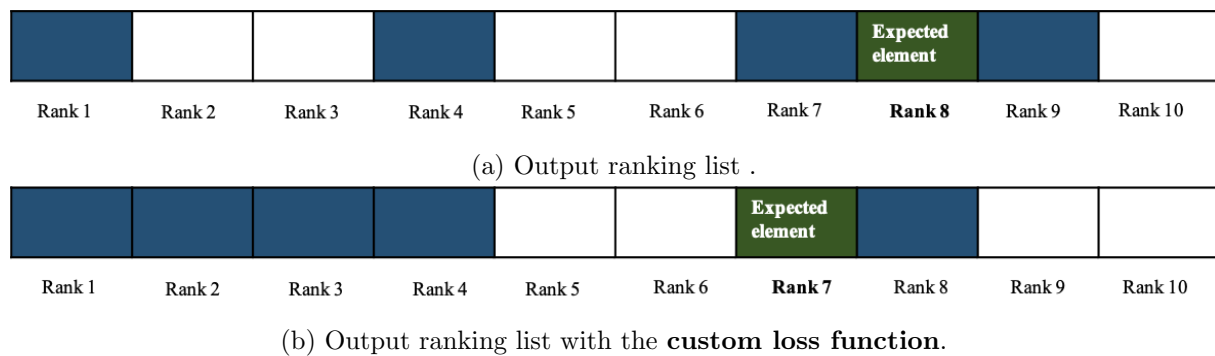 Expected
element
Rank 1 Rank 2 Rank 3 Rank 4 Rank 5 Rank 6 Rank 7 Rank 8 Rank 9 Rank 10
(a) Output ranking list .
Expected
element
Rank 1 Rank 2 Rank 3 Rank 4 Rank 5 Rank 6 Rank 7 Rank 8 Rank 9 Rank 10
(b) Output ranking list with the custom loss function.